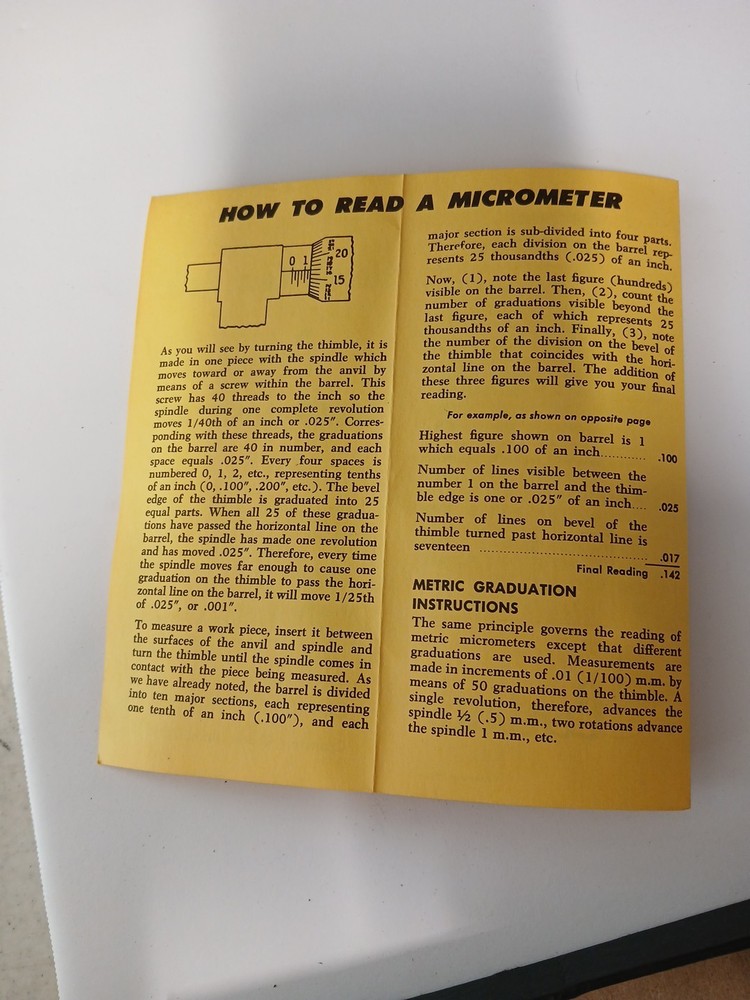 HOW TO READ A MICROMETER
0 1
20
15
As you will see by turning the thimble, it is
made in one piece with the spindle which
moves toward or away from the anvil by
means of a screw within the barrel. This
screw has 40 threads to the inch so the
spindle during one complete revolution
moves 1/40th of an inch or .025". Corres-
ponding with these threads, the graduations
on the barrel are 40 in number, and each
space equals .025". Every four spaces is
numbered 0, 1, 2, etc., representing tenths
of an inch (0, .100", .200", etc.). The bevel
edge of the thimble is graduated into 25
equal parts. When all 25 of these gradua-
tions have passed the horizontal line on the
barrel, the spindle has made one revolution
and has moved .025". Therefore, every time
the spindle moves far enough to cause one
graduation on the thimble to pass the hori-
zontal line on the barrel, it will move 1/25th
of .025", or .001".
To measure a work piece, insert it between
the surfaces of the anvil and spindle and
turn the thimble until the spindle comes in
contact with the piece being measured. As
we have already noted, the barrel is divided
into ten major sections, each representing
one tenth of an inch (.100"), and each
major section is sub-divided into four parts.
Therefore, each division on the barrel rep-
resents 25 thousandths (.025) of an inch.
Now, (1), note the last figure (hundreds)
visible on the barrel. Then, (2), count the
number of graduations visible beyond the
last figure, each of which represents 25
thousandths of an inch. Finally, (3), note
the number of the division on the bevel of
the thimble that coincides with the hori-
zontal line on the barrel. The addition of
these three figures will give you your final
reading.
For example, as shown on opposite page
Highest figure shown on barrel is 1
which equals .100 of an inch............ .100
Number of lines visible between the
number 1 on the barrel and the thim-
ble edge is one or .025" of an inch.... .025
Number of lines on bevel of the
thimble turned past horizontal line is
seventeen ............................................ .017
Final Reading .142
METRIC GRADUATION
INSTRUCTIONS
The same principle governs the reading of
metric micrometers except that different
graduations are used. Measurements are
made in increments of .01 (1/100) m.m. by
means of 50 graduations on the thimble. A
single revolution, therefore, advances the
spindle ½ (.5) m.m., two rotations advance
the spindle 1 m.m., etc.